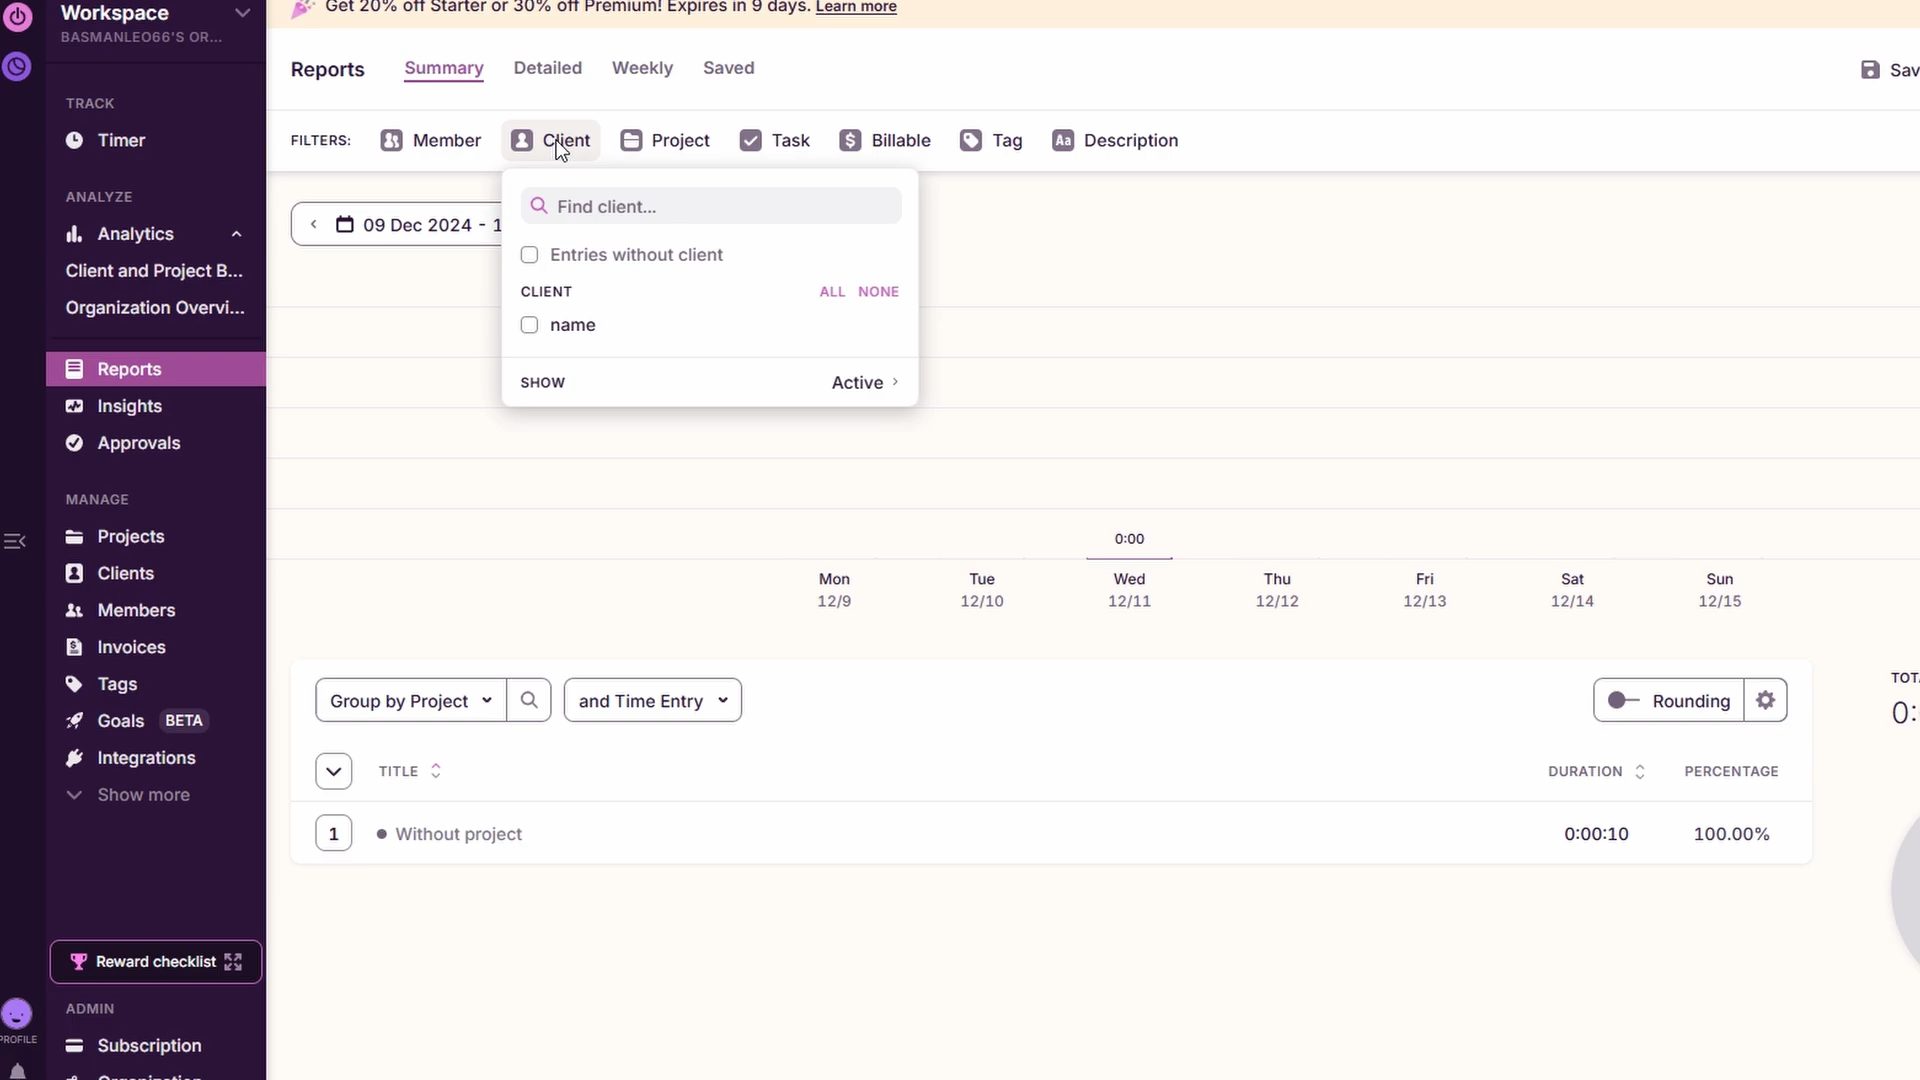 Workspace
BASMANLEO66'S OR...
TRACK
Timer
ANALYZE
Analytics
Client and Project B...
Organization Overvi...
Reports
Insights
Approvals
MANAGE
Projects
Clients
Members
Invoices
Tags
Goals BETA
Integrations
Show more
Reward checklist
ADMIN
PROFILE
Subscription
Organization
Get 20% off Starter or 30% off Premium! Expires in 9 days. Learn more
Reports Summary Detailed Weekly Saved
FILTERS: Member Client Project Task $ Billable Tag Aa Description
Find client...
09 Dec 2024 - 1
Entries without client
CLIENT ALL NONE
name
SHOW Active
0:00
Mon Tue Wed Thu Fri Sat Sun
12/9 12/10 12/11 12/12 12/13 12/14 12/15
Group by Project and Time Entry Rounding
TITLE DURATION PERCENTAGE
1 Without project 0:00:10 100.00%